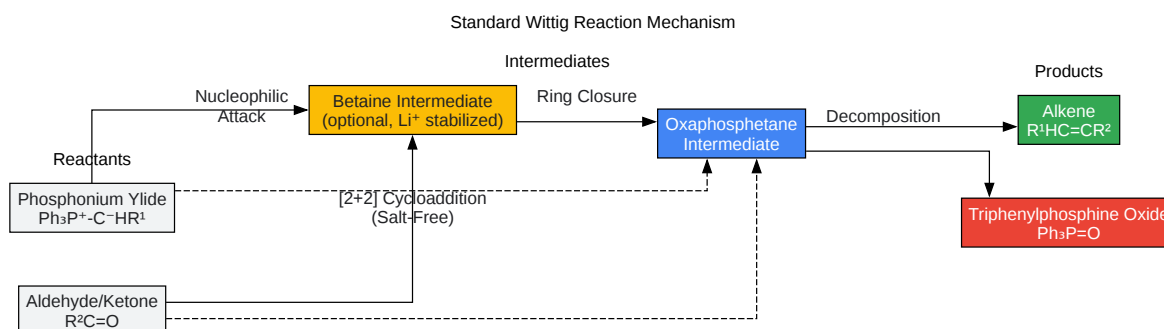 Standard Wittig Reaction Mechanism
Intermediates
Products
Nucleophilic
Attack
Betaine Intermediate
(optional, Li⁺ stabilized)
Ring Closure
Oxaphosphetane
Intermediate
Decomposition
Alkene
R¹HC=CR²
Reactants
Phosphonium Ylide
Ph₃P⁺-C⁻HR¹
[2+2] Cycloaddition
(Salt-Free)
Triphenylphosphine Oxide
Ph₃P=O
Aldehyde/Ketone
R²C=O